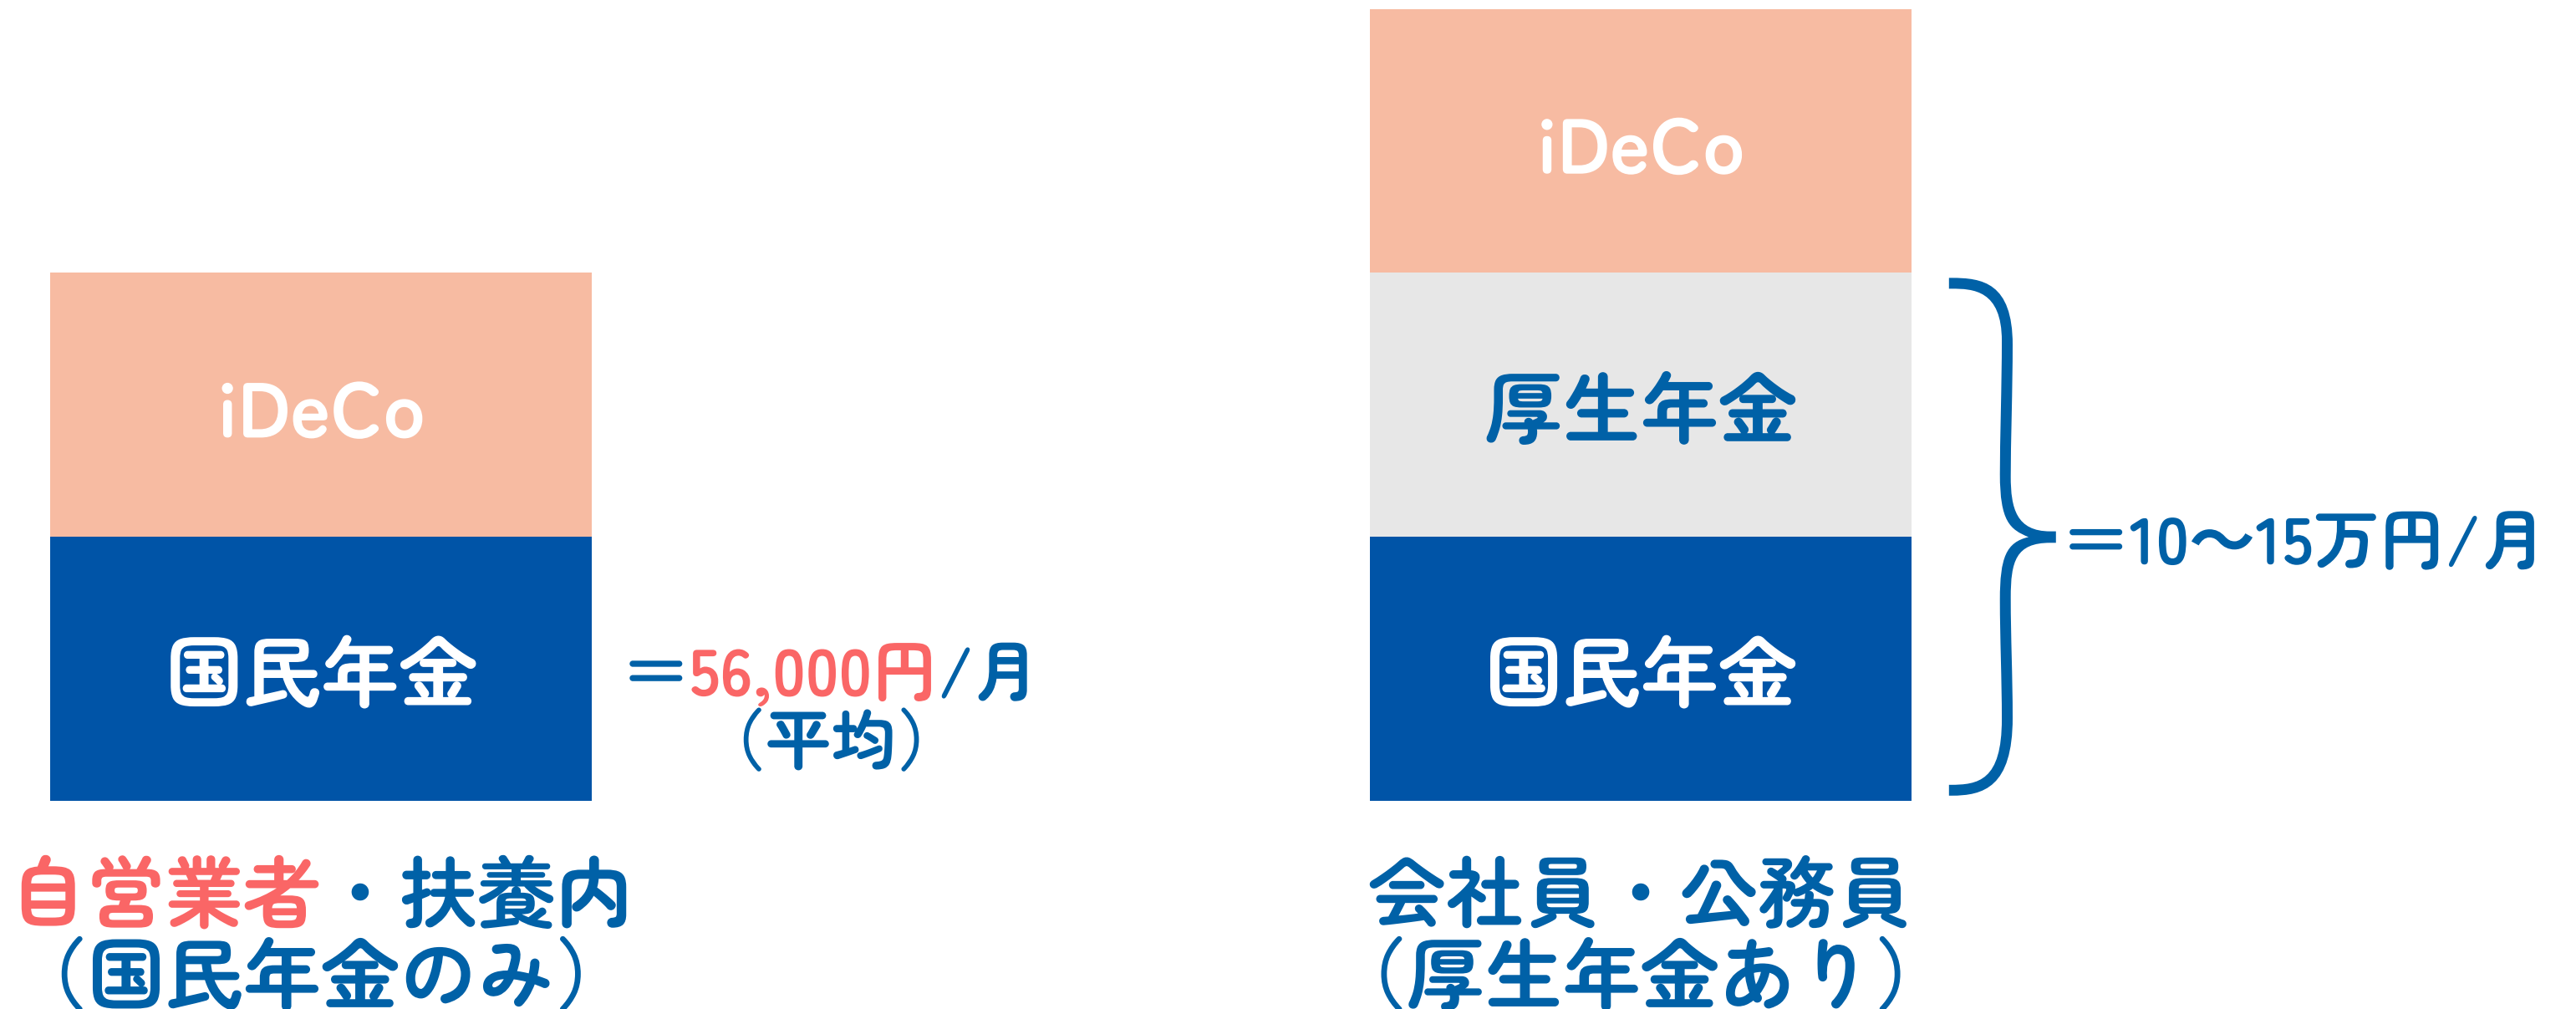 iDeCo
国民年金
=56,000円/月
(平均)
自営業者・扶養内
(国民年金のみ)
iDeCo
厚生年金
国民年金
=10〜15万円/月
会社員・公務員
(厚生年金あり)